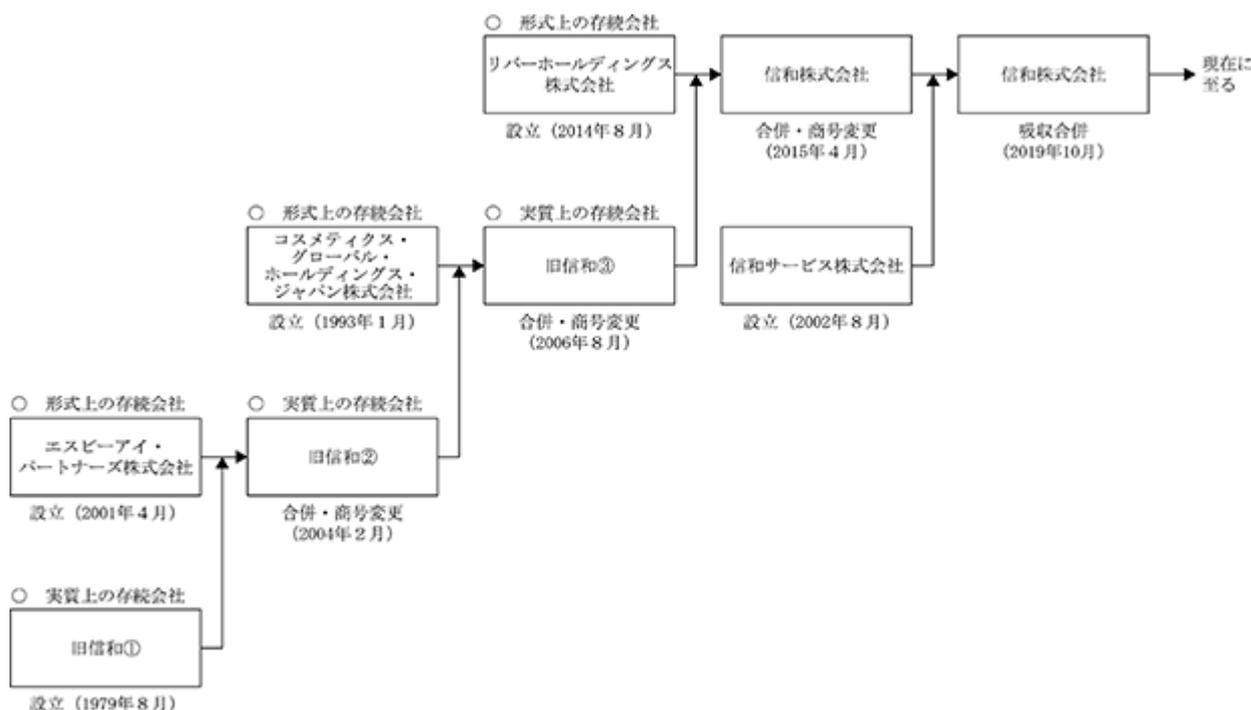 ○ 形式上の存続会社
リバーホールディングス
株式会社
設立（2014年８月）
信和株式会社
合併・商号変更
（2015年４月）
信和株式会社
吸収合併
（2019年10月）
現在に
至る
○ 形式上の存続会社
コスメティクス・
グローバル・
ホールディングス・
ジャパン株式会社
設立（1993年１月）
○ 実質上の存続会社
旧信和③
合併・商号変更
（2006年８月）
信和サービス株式会社
設立（2002年８月）
○ 形式上の存続会社
エスビーアイ・
パートナーズ株式会社
設立（2001年４月）
○ 実質上の存続会社
旧信和②
合併・商号変更
（2004年２月）
○ 実質上の存続会社
旧信和①
設立（1979年８月）